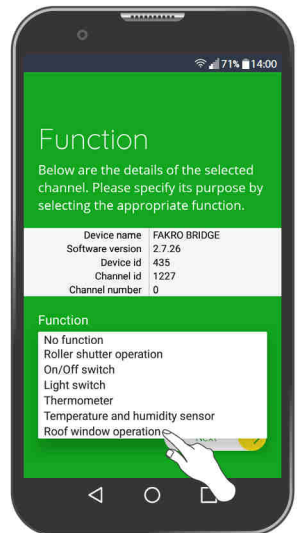 71% 14:00
Function
Below are the details of the selected
channel. Please specify its purpose by
selecting the appropriate function.
Device name FAKRO BRIDGE
Software version 2.7.26
Device id 435
Channel id 1227
Channel number 0
Function
No function
Roller shutter operation
On/Off switch
Light switch
Thermometer
Temperature and humidity sensor
Roof window operation
Next